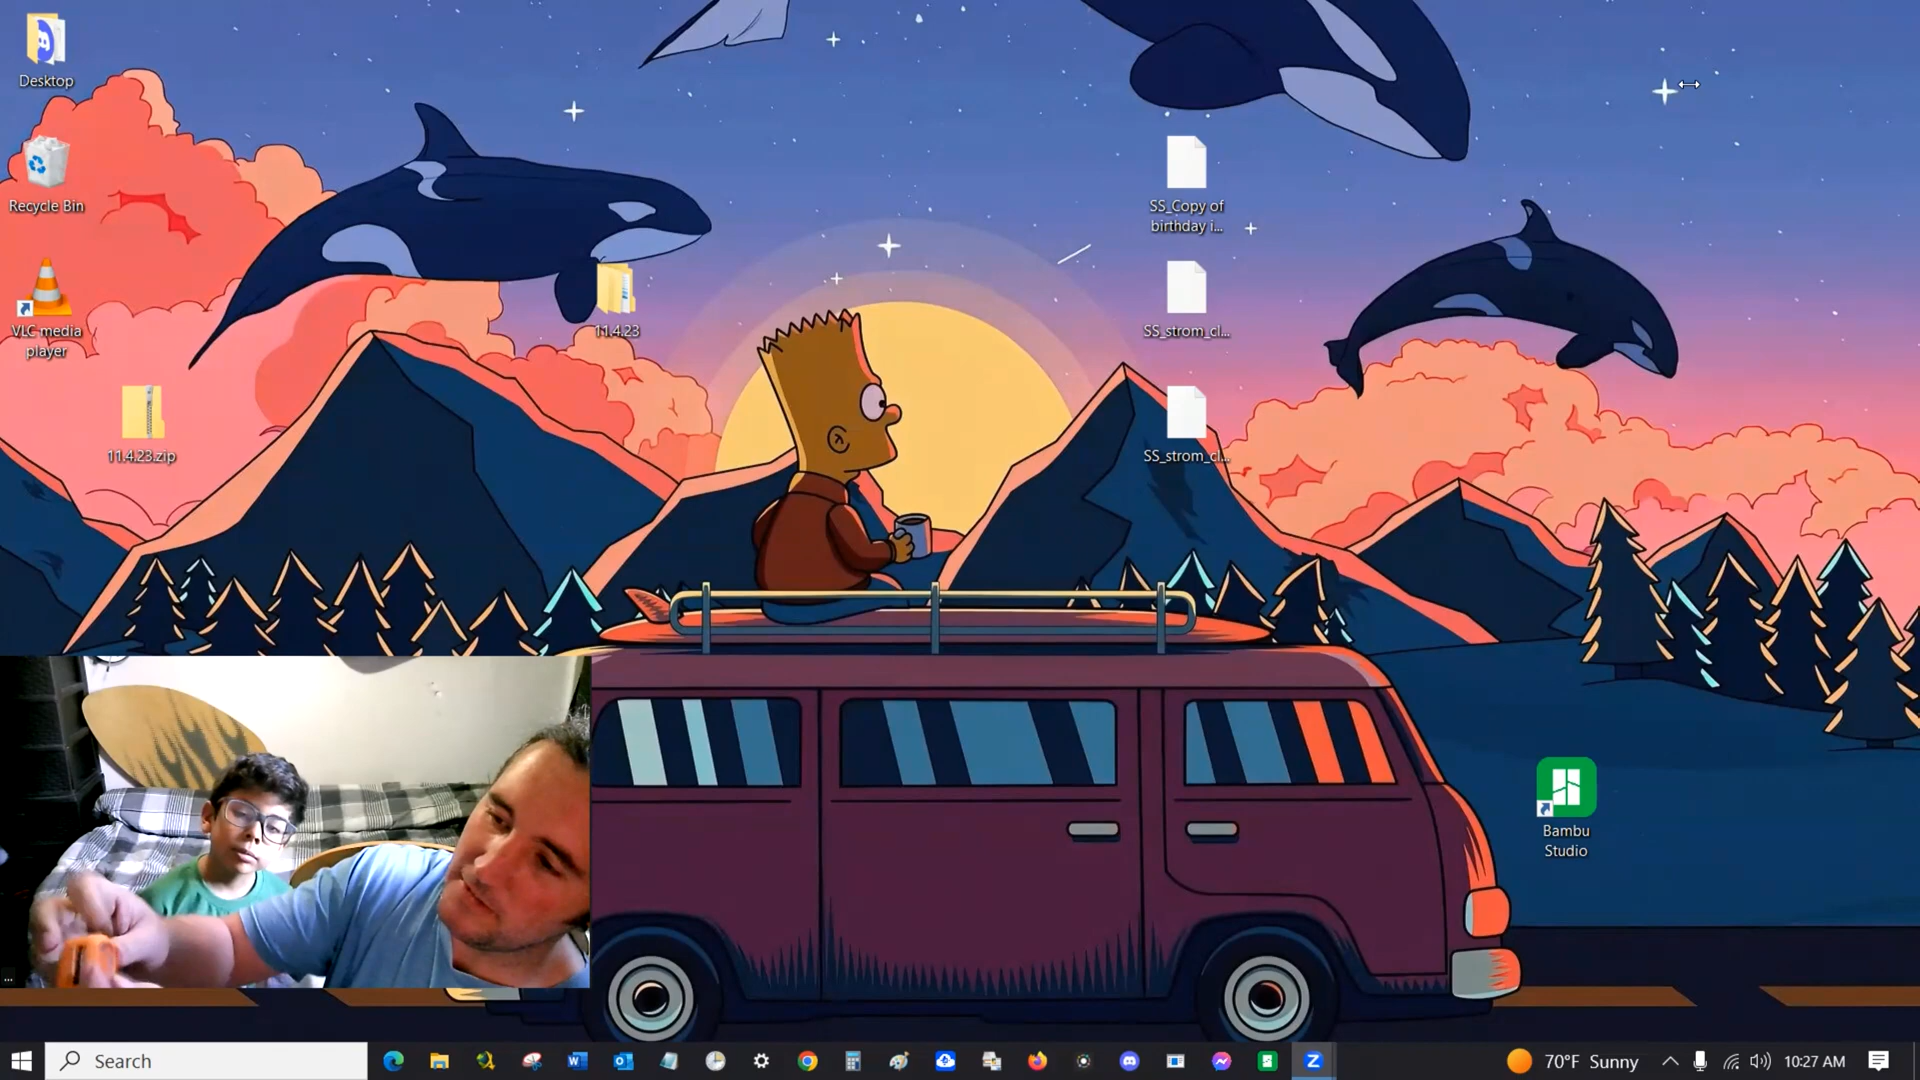 Desktop
Recycle Bin
VLC media
player
11.4.23.zip
11.4.23
SS_Copy of
birthday i...
SS_strom_cl...
SS_strom_cl...
Bambu
Studio
...
Search
70°F Sunny
10:27 AM